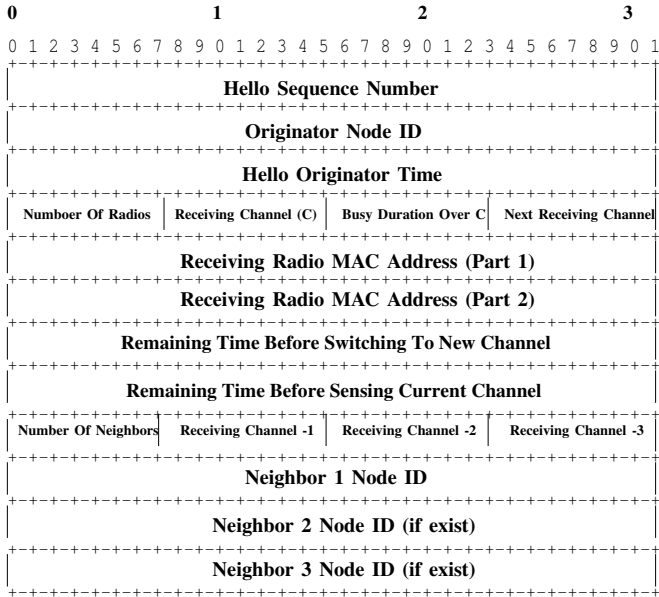 0 1 2 3
0 1 2 3 4 5 6 7 8 9 0 1 2 3 4 5 6 7 8 9 0 1 2 3 4 5 6 7 8 9 0 1
+-+-+-+-+-+-+-+-+-+-+-+-+-+-+-+-+-+-+-+-+-+-+-+-+-+-+-+-+-+-+-+-+
Hello Sequence Number
+-+-+-+-+-+-+-+-+-+-+-+-+-+-+-+-+-+-+-+-+-+-+-+-+-+-+-+-+-+-+-+-+
Originator Node ID
+-+-+-+-+-+-+-+-+-+-+-+-+-+-+-+-+-+-+-+-+-+-+-+-+-+-+-+-+-+-+-+-+
Hello Originator Time
+-+-+-+-+-+-+-+-+-+-+-+-+-+-+-+-+-+-+-+-+-+-+-+-+-+-+-+-+-+-+-+-+
Numboer Of Radios | Receiving Channel (C) | Busy Duration Over C | Next Receiving Channel
+-+-+-+-+-+-+-+-+-+-+-+-+-+-+-+-+-+-+-+-+-+-+-+-+-+-+-+-+-+-+-+-+
Receiving Radio MAC Address (Part 1)
+-+-+-+-+-+-+-+-+-+-+-+-+-+-+-+-+-+-+-+-+-+-+-+-+-+-+-+-+-+-+-+-+
Receiving Radio MAC Address (Part 2)
+-+-+-+-+-+-+-+-+-+-+-+-+-+-+-+-+-+-+-+-+-+-+-+-+-+-+-+-+-+-+-+-+
Remaining Time Before Switching To New Channel
+-+-+-+-+-+-+-+-+-+-+-+-+-+-+-+-+-+-+-+-+-+-+-+-+-+-+-+-+-+-+-+-+
Remaining Time Before Sensing Current Channel
+-+-+-+-+-+-+-+-+-+-+-+-+-+-+-+-+-+-+-+-+-+-+-+-+-+-+-+-+-+-+-+-+
Number Of Neighbors | Receiving Channel -1 | Receiving Channel -2 | Receiving Channel -3
+-+-+-+-+-+-+-+-+-+-+-+-+-+-+-+-+-+-+-+-+-+-+-+-+-+-+-+-+-+-+-+-+
Neighbor 1 Node ID
+-+-+-+-+-+-+-+-+-+-+-+-+-+-+-+-+-+-+-+-+-+-+-+-+-+-+-+-+-+-+-+-+
Neighbor 2 Node ID (if exist)
+-+-+-+-+-+-+-+-+-+-+-+-+-+-+-+-+-+-+-+-+-+-+-+-+-+-+-+-+-+-+-+-+
Neighbor 3 Node ID (if exist)
+-+-+-+-+-+-+-+-+-+-+-+-+-+-+-+-+-+-+-+-+-+-+-+-+-+-+-+-+-+-+-+-+